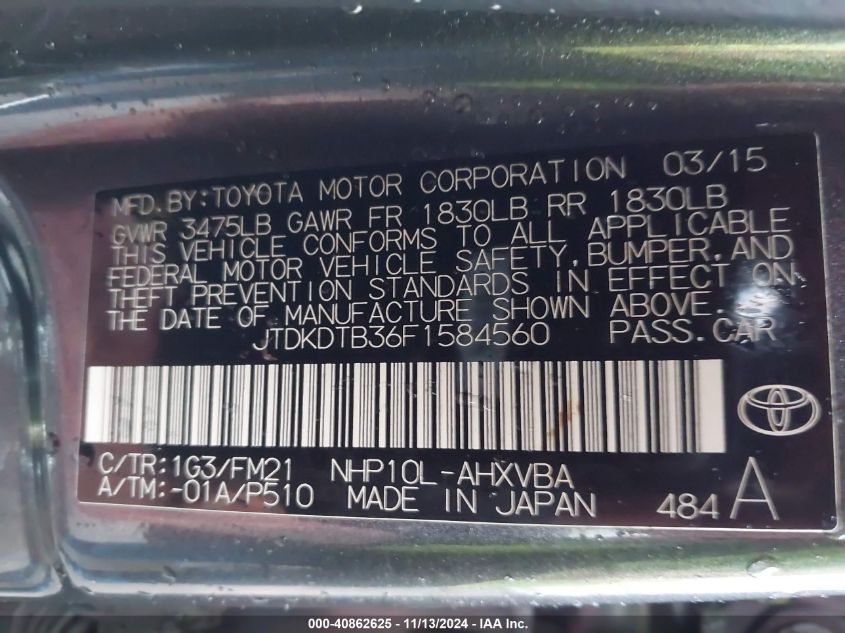 MFD.BY:TOYOTA MOTOR CORPORATION 03/15
GVWR 3475LB GAWR FR 1830LB RR 1830LB
THIS VEHICLE CONFORMS TO ALL APPLICABLE
FEDERAL MOTOR VEHICLE SAFETY,BUMPER,AND
THEFT PREVENTION STANDARDS IN EFFECT ON
THE DATE OF MANUFACTURE SHOWN ABOVE.
JTDKDTB36F1584560 PASS.CAR
C/TR:1G3/FM21 NHP10L-AHXVBA
A/TM:-01A/P510 MADE IN JAPAN 484 A
000-40862625 - 11/13/2024 - © IAA, Inc.